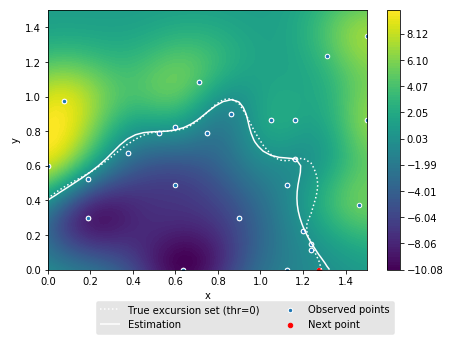 1.4
1.2
1.0
0.8
0.6
0.4
0.2
0.0
y
0.0 0.2 0.4 0.6 0.8 1.0 1.2 1.4
x
8.12
6.10
4.07
2.05
0.03
-1.99
-4.01
-6.04
-8.06
-10.08
True excursion set (thr=0)
Estimation
Observed points
Next point